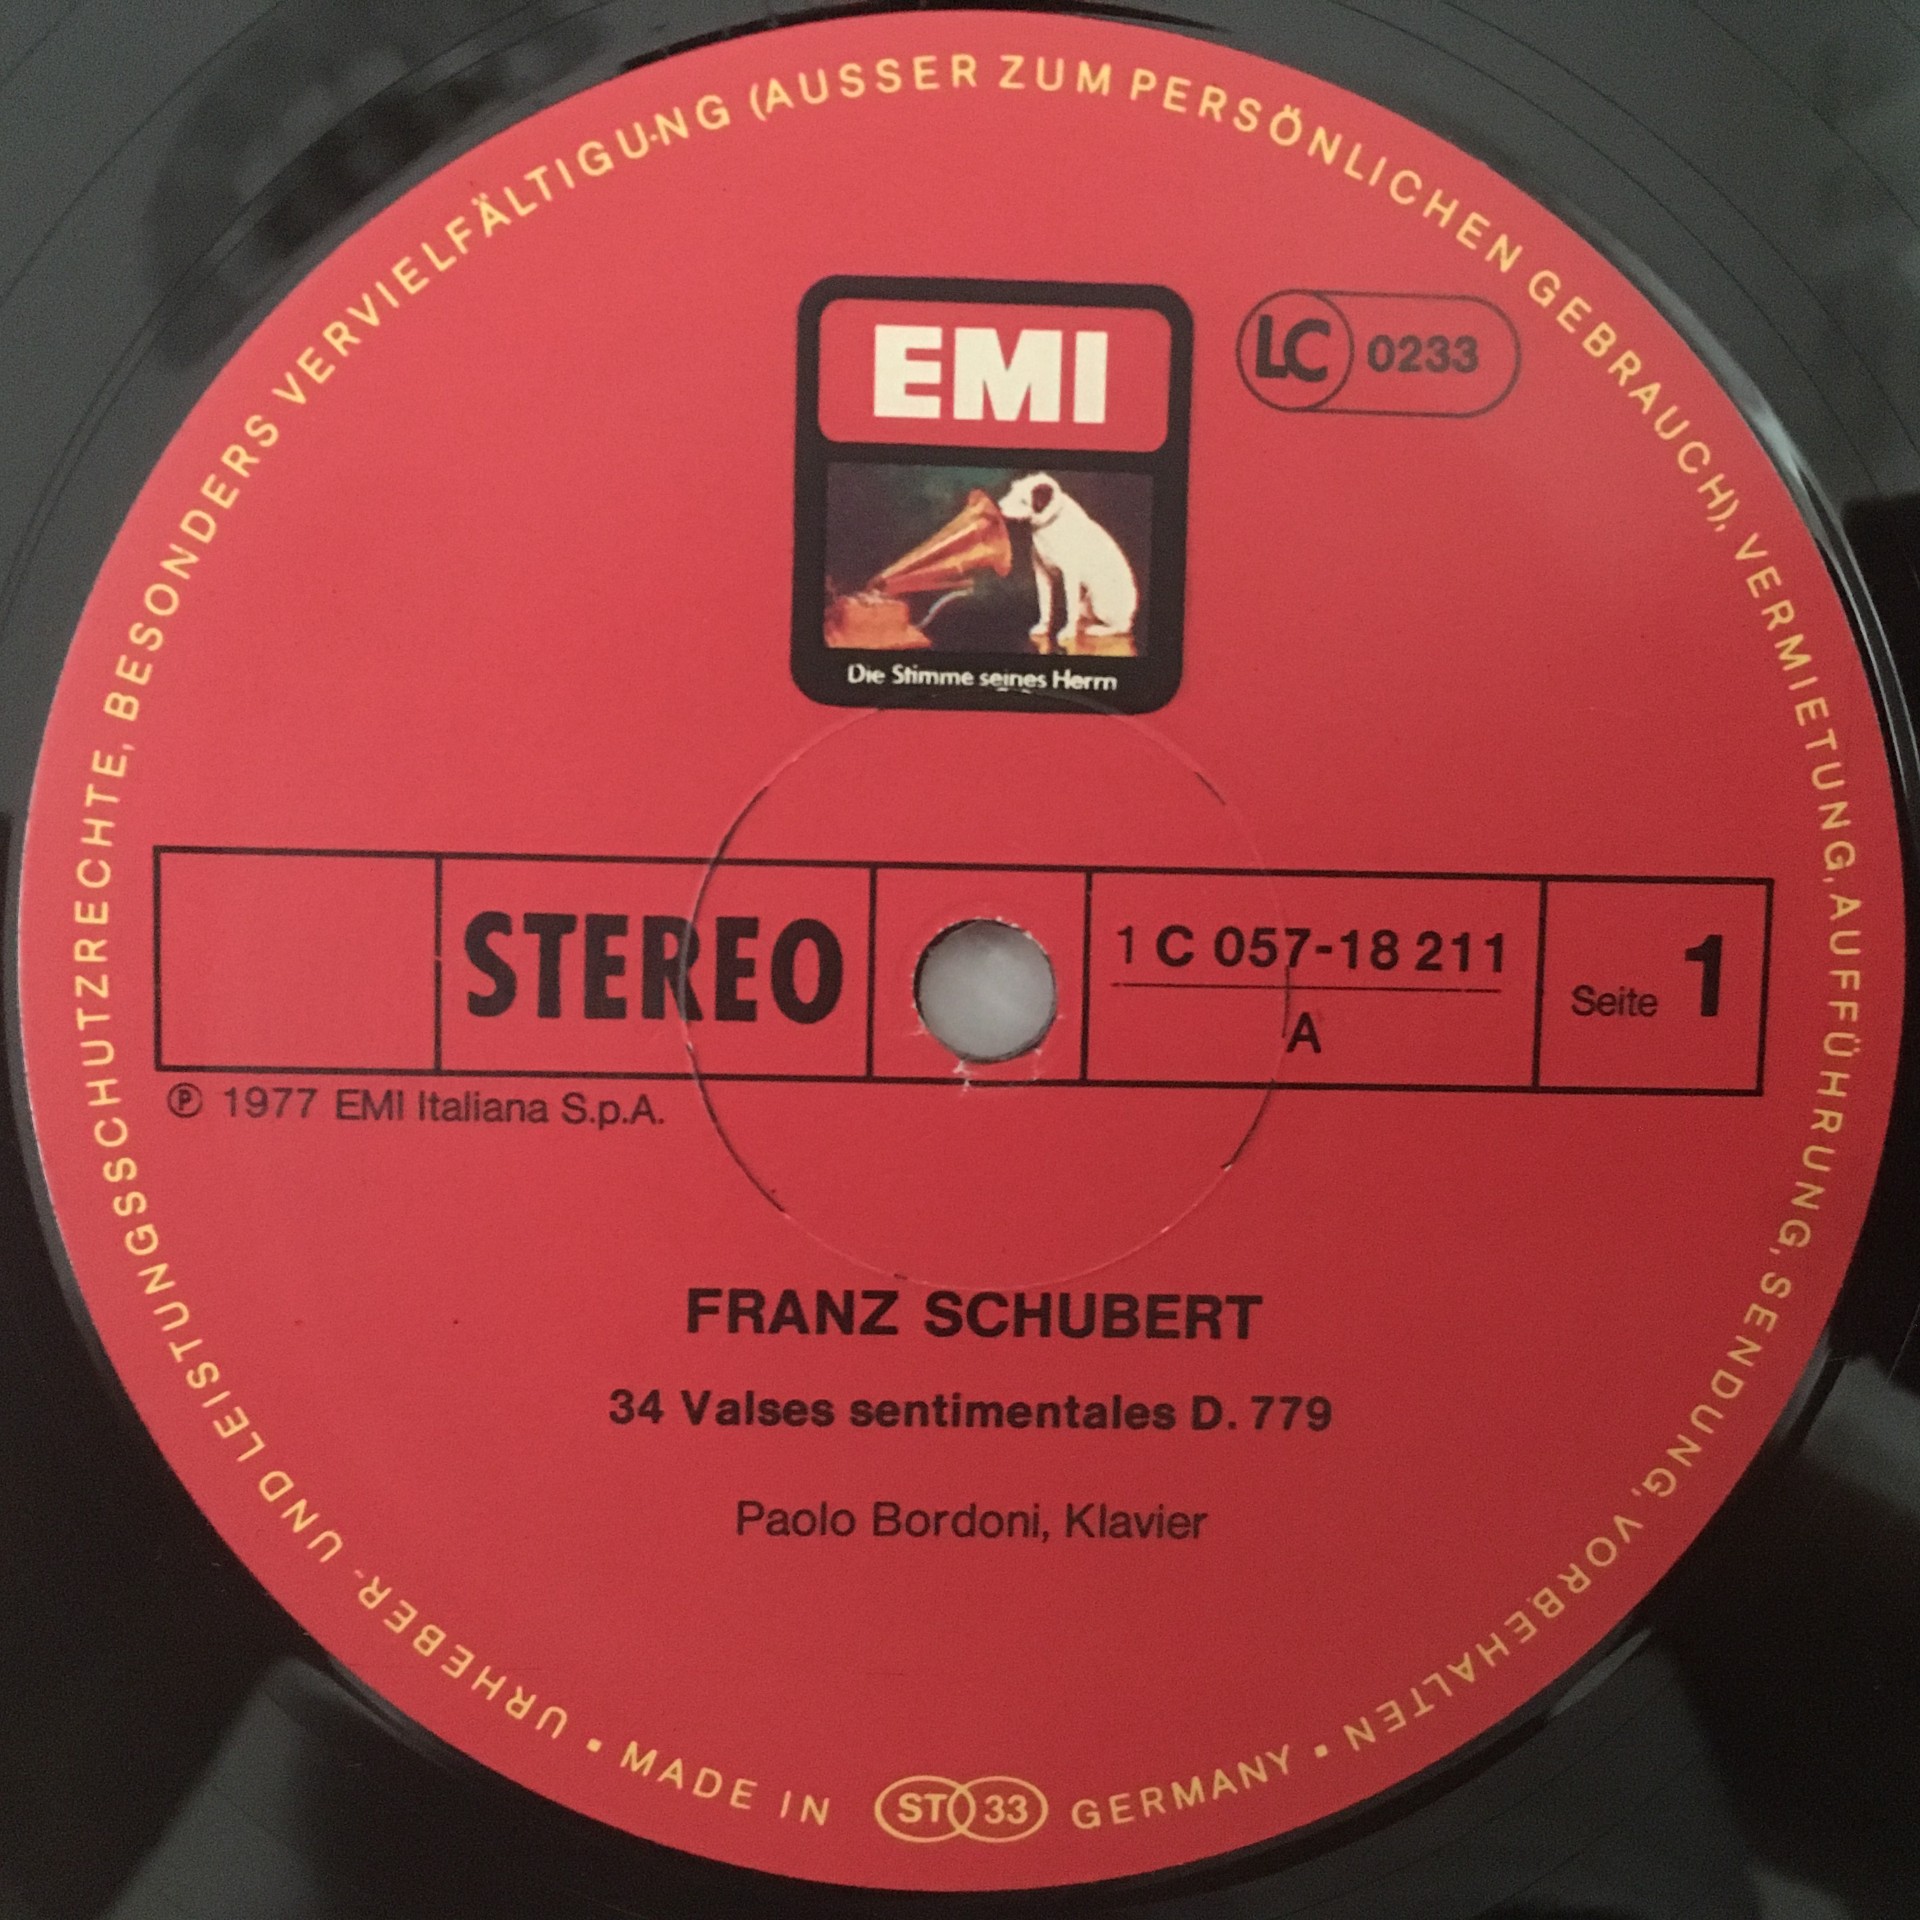 URHEBER- UND LEISTUNGSSCHUTZRECHTE, BESONDERS VERVIELFÄLTIGUNG (AUSSER ZUM PERSÖNLICHEN GEBRAUCH), VERMIETUNG, AUFFÜHRUNG, SENDUNG, VORBEHALTEN
EMI
LC 0233
Die Stimme seines Herrn
STEREO
1 C 057-18 211
A
Seite 1
℗ 1977 EMI Italiana S.p.A.
FRANZ SCHUBERT
34 Valses sentimentales D. 779
Paolo Bordoni, Klavier
• MADE IN ST 33 GERMANY •